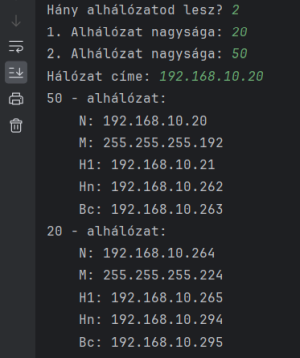 Hány alhálózatod lesz? 2
1. Alhálózat nagysága: 20
2. Alhálózat nagysága: 50
Hálózat címe: 192.168.10.20
50 - alhálózat:
N: 192.168.10.20
M: 255.255.255.192
H1: 192.168.10.21
Hn: 192.168.10.262
Bc: 192.168.10.263
20 - alhálózat:
N: 192.168.10.264
M: 255.255.255.224
H1: 192.168.10.265
Hn: 192.168.10.294
Bc: 192.168.10.295